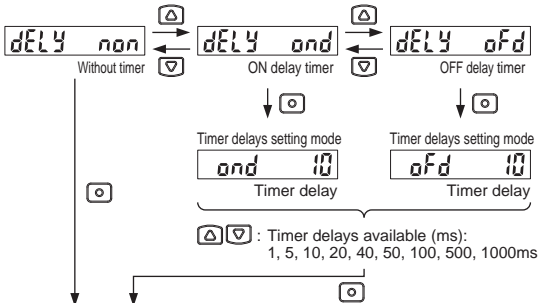 dELY non
dELY ond
dELY oFd
Without timer
ON delay timer
OFF delay timer
Timer delays setting mode
Timer delays setting mode
ond 10
oFd 10
Timer delay
Timer delay
: Timer delays available (ms):
1, 5, 10, 20, 40, 50, 100, 500, 1000ms